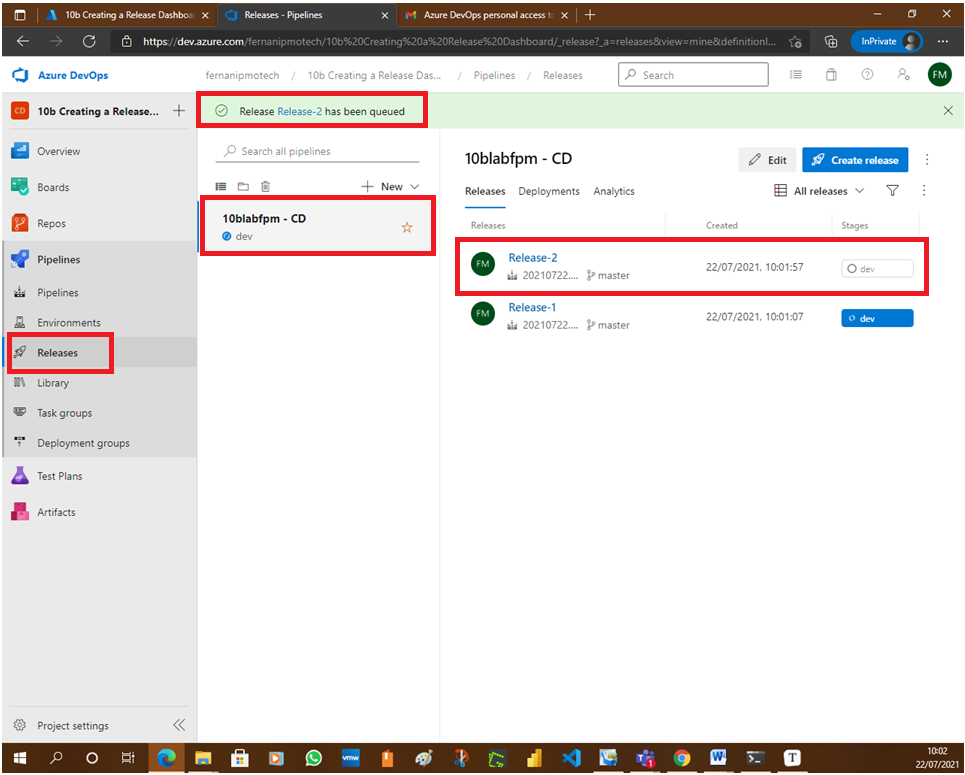 10b Creating a Release Dashboa
Releases - Pipelines
Azure DevOps personal access t
https://dev.azure.com/fernanipmotech/10b%20Creating%20a%20Release%20Dashboard/_release?_a=releases&view=mine&definitionI...
InPrivate
Azure DevOps
fernanipmotech / 10b Creating a Release Das... / Pipelines / Releases
Search
FM
CD 10b Creating a Release...
Release Release-2 has been queued
Overview
Boards
Repos
Pipelines
Pipelines
Environments
Releases
Library
Task groups
Deployment groups
Test Plans
Artifacts
Project settings
Search all pipelines
New
10blabfpm - CD
dev
10blabfpm - CD
Edit
Create release
Releases Deployments Analytics
All releases
Releases Created Stages
FM Release-2
20210722.... master
22/07/2021, 10:01:57
dev
FM Release-1
20210722.... master
22/07/2021, 10:01:07
dev
vmw
10:02
22/07/2021